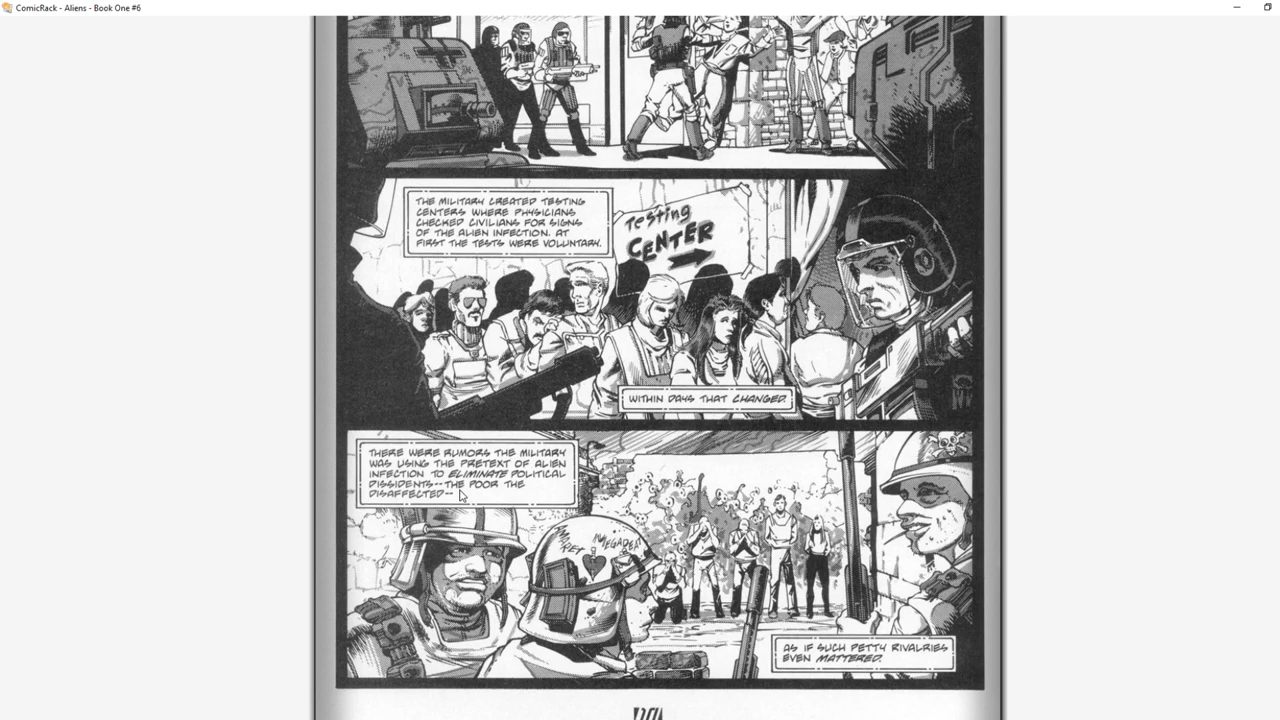 ComicRack - Aliens - Book One #6
THE MILITARY CREATED TESTING
CENTERS WHERE PHYSICIANS
CHECKED CIVILIANS FOR SIGNS
OF THE ALIEN INFECTION. AT
FIRST THE TESTS WERE VOLUNTARY.
Testing
CENTER
WITHIN DAYS THAT CHANGED.
THERE WERE RUMORS THE MILITARY
WAS USING THE PRETEXT OF ALIEN
INFECTION TO ELIMINATE POLITICAL
DISSIDENTS--THE POOR THE
DISAFFECTED--
AS IF SUCH PETTY RIVALRIES
EVEN MATTERED.